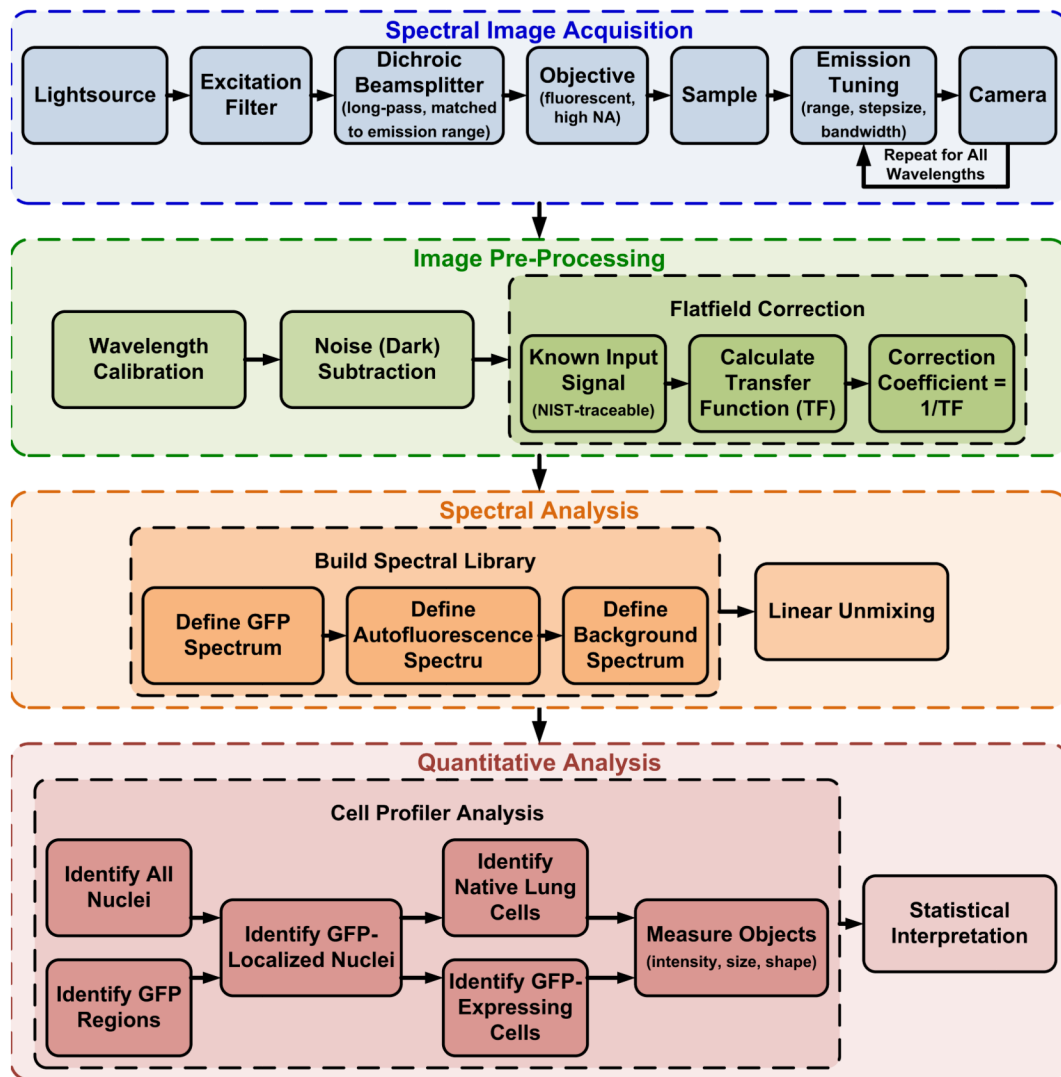 Spectral Image Acquisition
Lightsource
Excitation
Filter
Dichroic
Beamsplitter
(long-pass, matched
to emission range)
Objective
(fluorescent,
high NA)
Sample
Emission
Tuning
(range, stepsize,
bandwidth)
Camera
Repeat for All
Wavelengths
Image Pre-Processing
Wavelength
Calibration
Noise (Dark)
Subtraction
Flatfield Correction
Known Input
Signal
(NIST-traceable)
Calculate
Transfer
Function (TF)
Correction
Coefficient =
1/TF
Spectral Analysis
Build Spectral Library
Define GFP
Spectrum
Define
Autofluorescence
Spectru
Define
Background
Spectrum
Linear Unmixing
Quantitative Analysis
Cell Profiler Analysis
Identify All
Nuclei
Identify GFP
Regions
Identify GFP-
Localized Nuclei
Identify
Native Lung
Cells
Identify GFP-
Expressing
Cells
Measure Objects
(intensity, size, shape)
Statistical
Interpretation